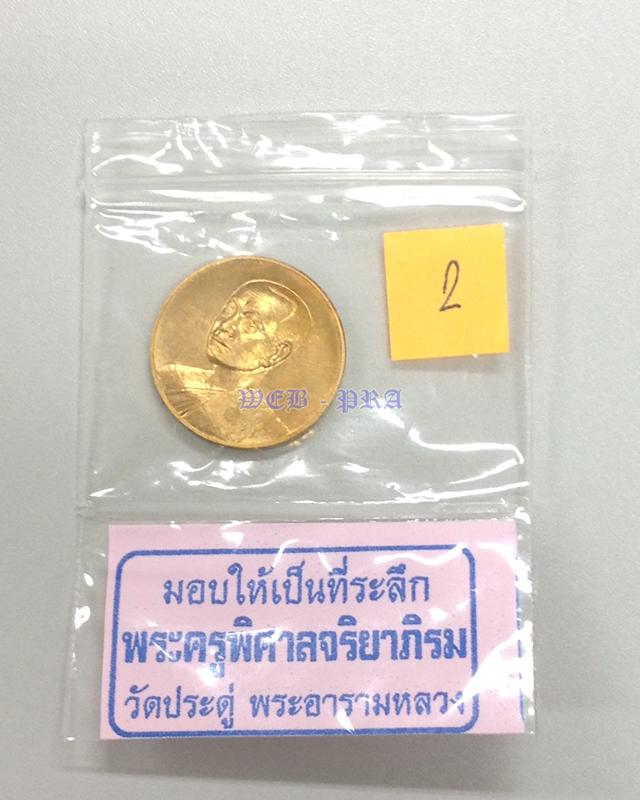 2
WEB - PRA
มอบให้เป็นที่ระลึก
พระครูพิศาลจริยาภิรม
วัดประดู่ พระอารามหลวง